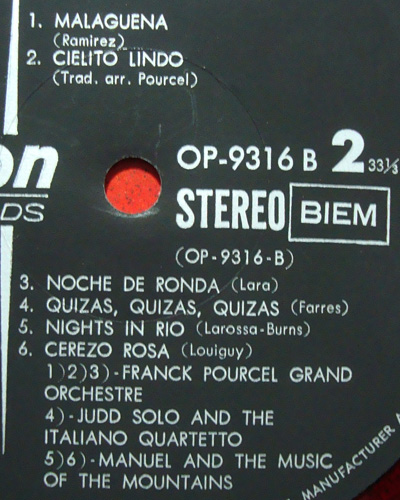 1. MALAGUENA
(Ramirez)
2. CIELITO LINDO
(Trad. arr. Pourcel)
on
DS
OP-9316 B 2 33⅓
STEREO BIEM
(OP-9316-B)
3. NOCHE DE RONDA (Lara)
4. QUIZAS, QUIZAS, QUIZAS (Farres)
5. NIGHTS IN RIO (Larossa-Burns)
6. CEREZO ROSA (Louiguy)
1)2)3)-FRANCK POURCEL GRAND
ORCHESTRE
4)-JUDD SOLO AND THE
ITALIANO QUARTETTO
5)6)-MANUEL AND THE MUSIC
OF THE MOUNTAINS
MANUFACTURER